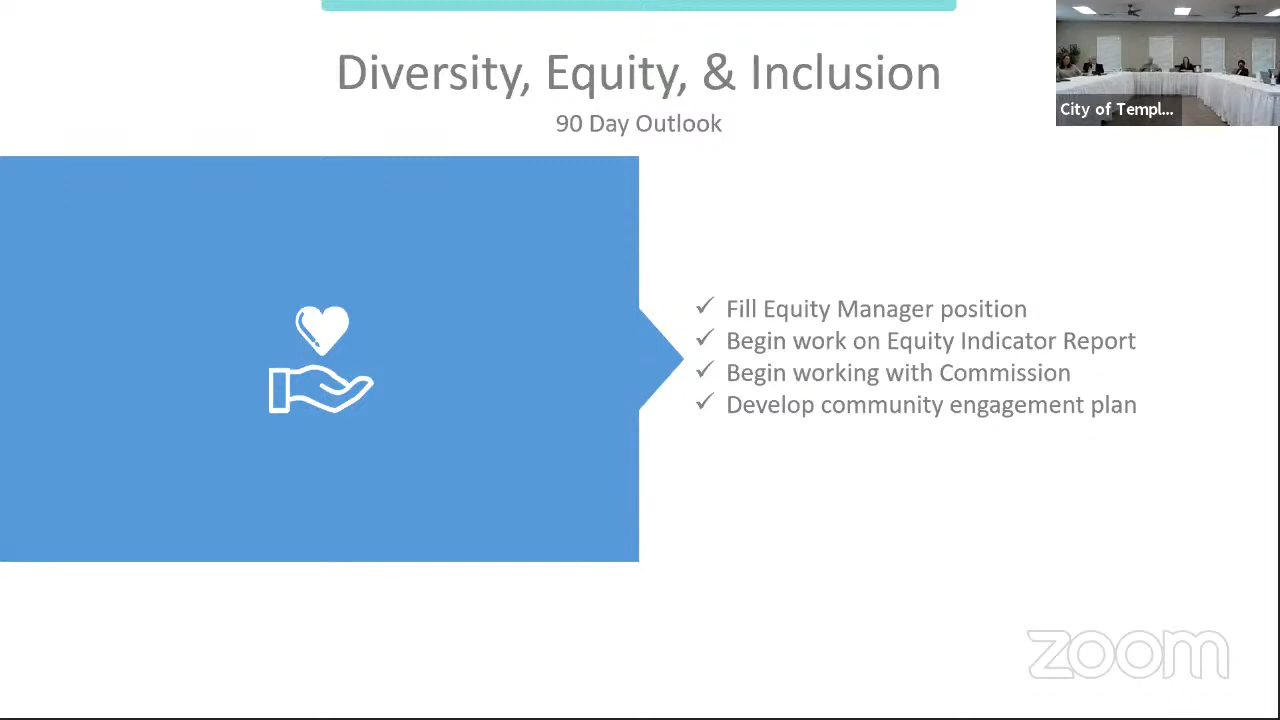 Diversity, Equity, & Inclusion
90 Day Outlook
City of Templ...
✓ Fill Equity Manager position
✓ Begin work on Equity Indicator Report
✓ Begin working with Commission
✓ Develop community engagement plan
zoom